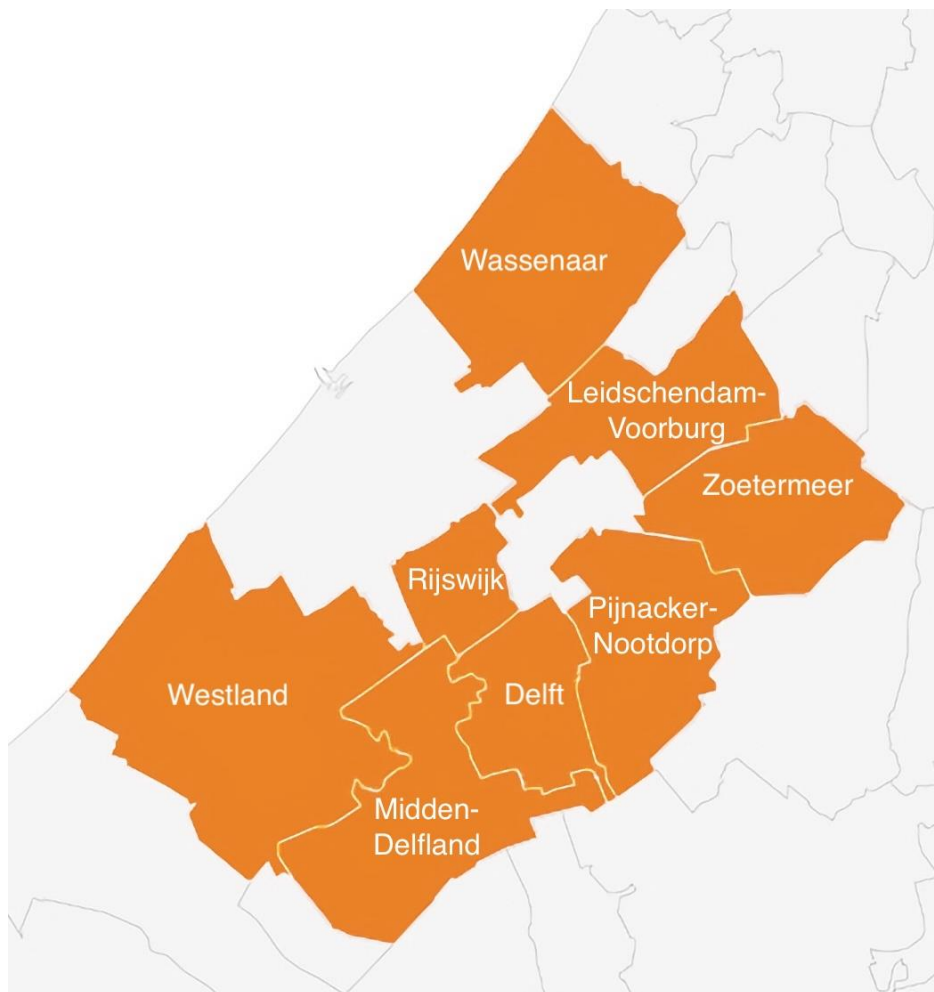 Wassenaar
Leidschendam-
Voorburg
Zoetermeer
Rijswijk
Pijnacker-
Nootdorp
Westland
Delft
Midden-
Delfland